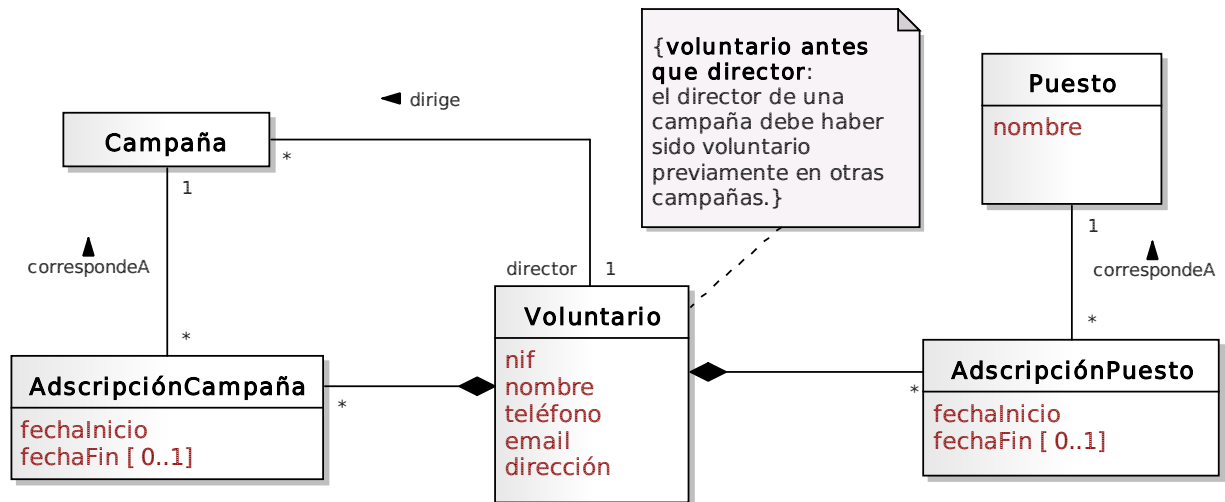 {voluntario antes
que director:
el director de una
campaña debe haber
sido voluntario
previamente en otras
campañas.}
Puesto
nombre
dirige
Campaña
*
1
correspondeA
*
director 1
1
correspondeA
*
Voluntario
nif
nombre
teléfono
email
dirección
AdscripciónCampaña
fechaInicio
fechaFin [ 0..1]
*
AdscripciónPuesto
fechaInicio
fechaFin [ 0..1]
*